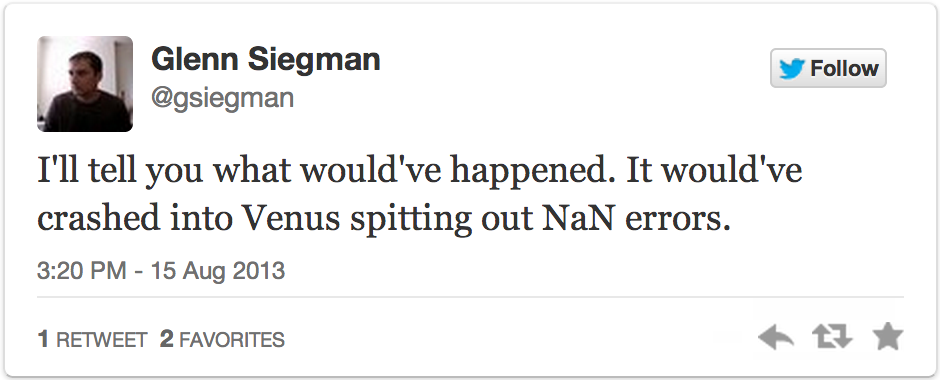 Glenn Siegman
@gsiegman
Follow
I'll tell you what would've happened. It would've
crashed into Venus spitting out NaN errors.
3:20 PM - 15 Aug 2013
1 RETWEET 2 FAVORITES